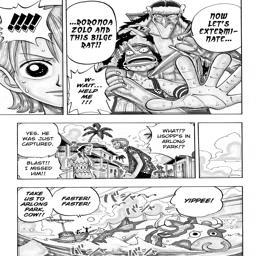 NOW
LET'S
EXTERMI-
NATE...
...RORONOA
ZOLO AND
THIS BILGE
RAT!!
W-
WAIT...
HELP
ME!!!
!!!!
WHAT!?
USOPP'S IN
ARLONG
PARK!?
YES. HE
WAS JUST
CAPTURED.
BLAST!!
I MISSED
HIM!!
YIPPEE!
FASTER!
FASTER!
TAKE US
TO ARLONG
PARK,
COW!!